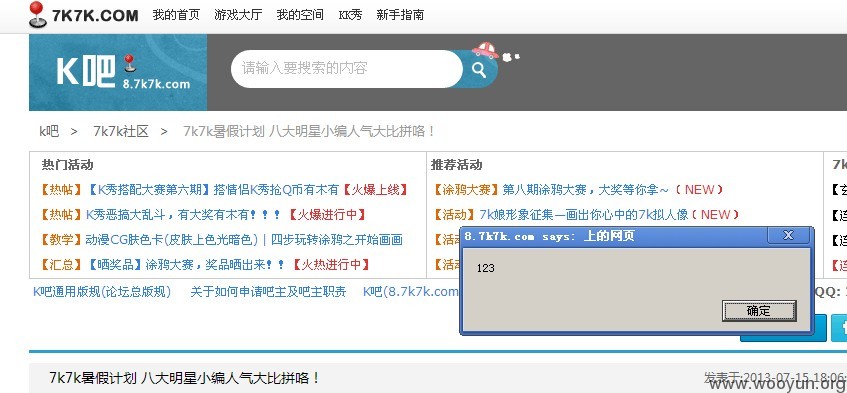 7K7K.COM 我的首页 游戏大厅 我的空间 KK秀 新手指南
K吧 8.7k7k.com
请输入要搜索的内容
k吧 > 7k7k社区 > 7k7k暑假计划 八大明星小编人气大比拼咯！
热门活动
【热帖】【K秀搭配大赛第六期】搭情侣K秀抢Q币有木有【火爆上线】
【热帖】K秀恶搞大乱斗，有大奖有木有！！！【火爆进行中】
【教学】动漫CG肤色卡(皮肤上色光暗色) | 四步玩转涂鸦之开始画画
【汇总】【晒奖品】涂鸦大赛，奖品晒出来！！【火热进行中】
推荐活动
【涂鸦大赛】第八期涂鸦大赛，大奖等你拿~（NEW）
【活动】7k娘形象征集—画出你心中的7k拟人像（NEW）
【活
【活
7k
【玄
K吧通用版规(论坛总版规) 关于如何申请吧主及吧主职责 K吧(8.7k7k.com
QQ:
8.7k7k.com says: 上的网页
123
确定
7k7k暑假计划 八大明星小编人气大比拼咯！
发表于:2013-07-15 18:06:
www.wooyun.org